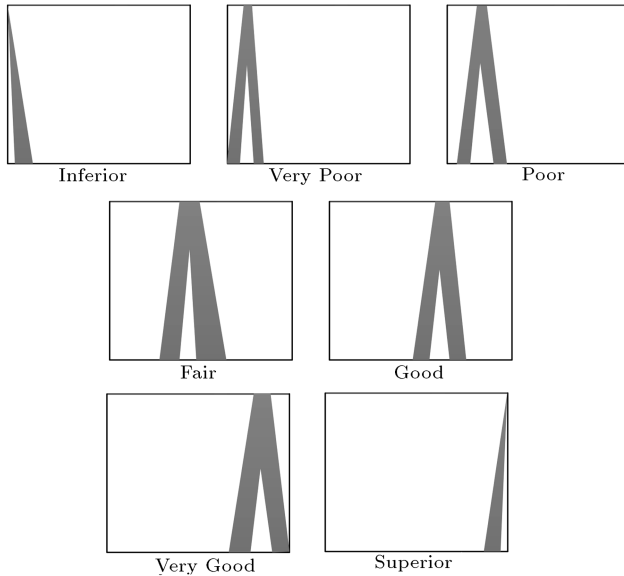 Inferior
Very Poor
Poor
Fair
Good
Very Good
Superior